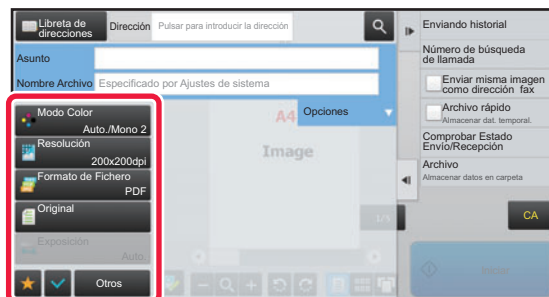 Libreta de
direcciones
Dirección
Pulsar para introducir la dirección
Asunto
Nombre Archivo
Especificado por Ajustes de sistema
Modo Color
Auto./Mono 2
Resolución
200x200dpi
Formato de Fichero
PDF
Original
Exposición
Auto.
Otros
A4
Opciones
Image
1/1
Enviando historial
Número de búsqueda
de llamada
Enviar misma imagen
como dirección fax
Archivo rápido
Almacenar dat. temporal.
Comprobar Estado
Envío/Recepción
Archivo
Almacenar datos en carpeta
CA
Iniciar